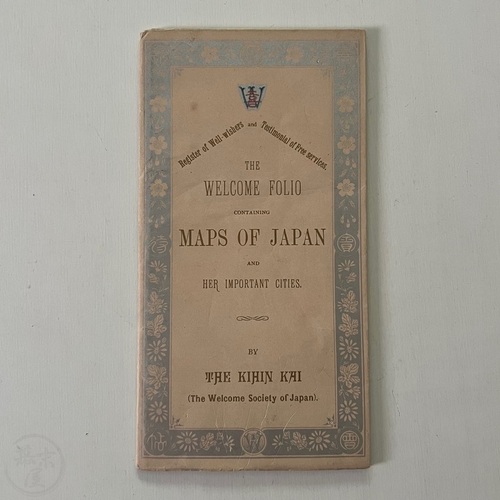 Register of Well-wishers and Testimonial of Free services.
THE
WELCOME FOLIO
CONTAINING
MAPS OF JAPAN
AND
HER IMPORTANT CITIES.
BY
THE KIHIN KAI
(The Welcome Society of Japan).